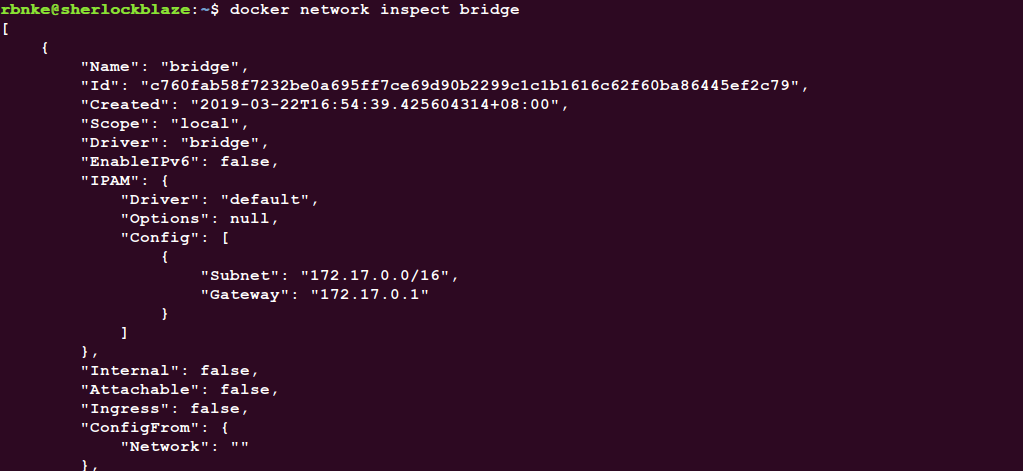 rbnke@sherlockblaze:~$ docker network inspect bridge
[
    {
        "Name": "bridge",
        "Id": "c760fab58f7232be0a695ff7ce69d90b2299c1c1b1616c62f60ba86445ef2c79",
        "Created": "2019-03-22T16:54:39.425604314+08:00",
        "Scope": "local",
        "Driver": "bridge",
        "EnableIPv6": false,
        "IPAM": {
            "Driver": "default",
            "Options": null,
            "Config": [
                {
                    "Subnet": "172.17.0.0/16",
                    "Gateway": "172.17.0.1"
                }
            ]
        },
        "Internal": false,
        "Attachable": false,
        "Ingress": false,
        "ConfigFrom": {
            "Network": ""
        },